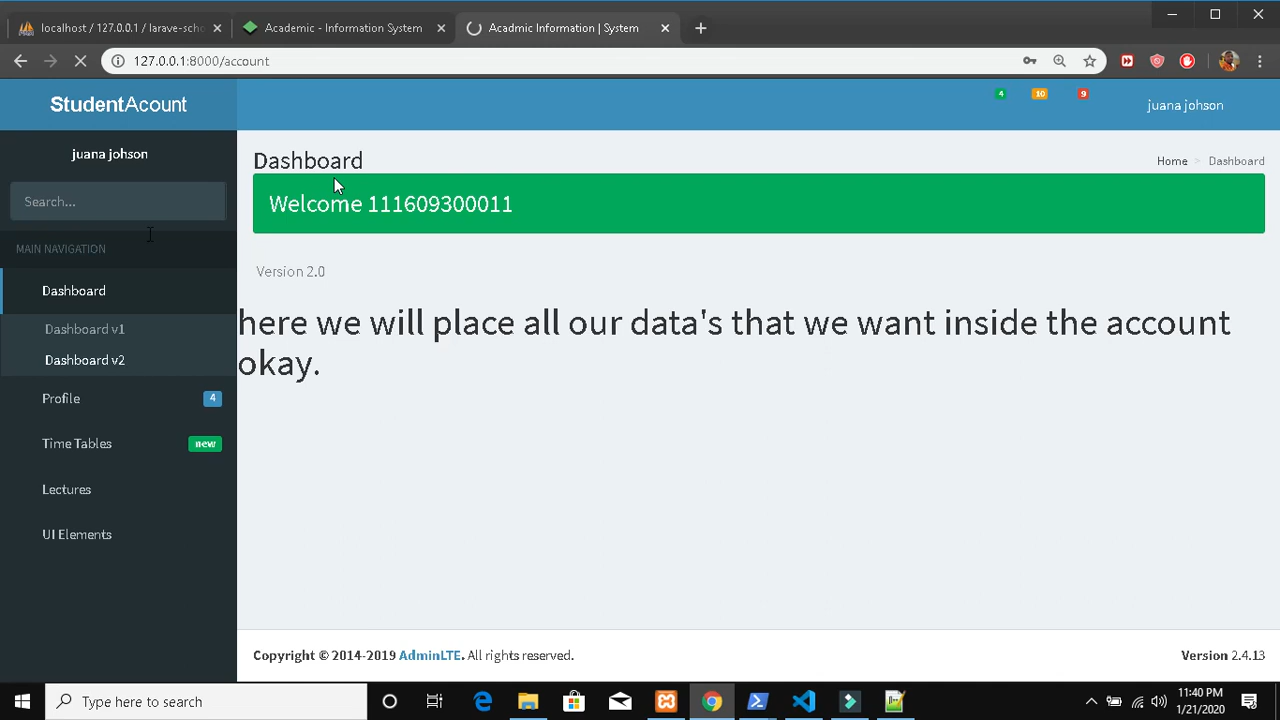 localhost / 127.0.0.1 / larave-scho
Academic - Information System
Acadmic Information | System
127.0.0.1:8000/account
StudentAcount
4
10
9
juana johson
juana johson
Dashboard
Home > Dashboard
Search...
Welcome 111609300011
MAIN NAVIGATION
Version 2.0
Dashboard
Dashboard v1
here we will place all our data's that we want inside the account
okay.
Dashboard v2
Profile
4
Time Tables
new
Lectures
UI Elements
Copyright © 2014-2019 AdminLTE. All rights reserved.
Version 2.4.13
Type here to search
11:40 PM
1/21/2020